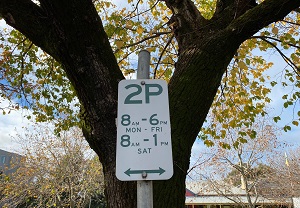 2P
8AM-6PM
MON-FRI
8AM-1PM
SAT